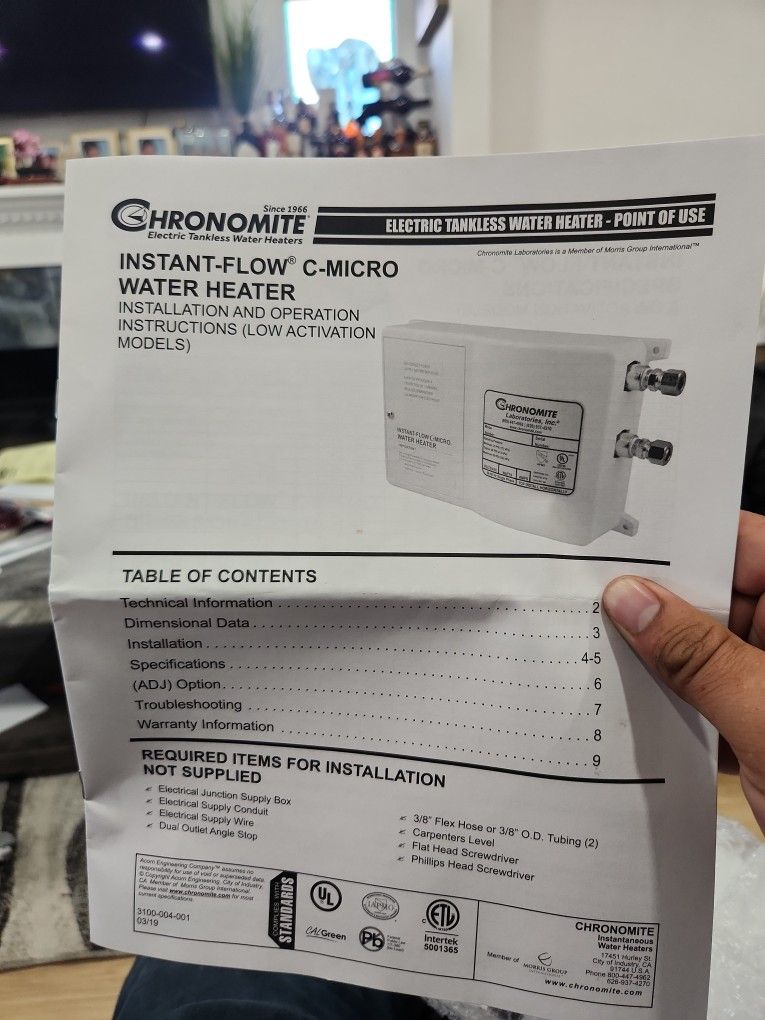 Since 1966
CHRONOMITE®
Electric Tankless Water Heaters
ELECTRIC TANKLESS WATER HEATER - POINT OF USE
Chronomite Laboratories is a Member of Morris Group International™
INSTANT-FLOW® C-MICRO
WATER HEATER
INSTALLATION AND OPERATION
INSTRUCTIONS (LOW ACTIVATION
MODELS)
CHRONOMITE
Laboratories, Inc.®
www.chronomite.com
INSTANT-FLOW C-MICRO
WATER HEATER
TABLE OF CONTENTS
Technical Information . . . . . . . . . . 2
Dimensional Data . . . . . . . . . . 3
Installation . . . . . . . . . . 4-5
Specifications . . . . . . . . . . 6
(ADJ) Option . . . . . . . . . . 7
Troubleshooting . . . . . . . . . . 8
Warranty Information . . . . . . . . . . 9
REQUIRED ITEMS FOR INSTALLATION
NOT SUPPLIED
Electrical Junction Supply Box
Electrical Supply Conduit
Electrical Supply Wire
Dual Outlet Angle Stop
3/8" Flex Hose or 3/8" O.D. Tubing (2)
Carpenters Level
Flat Head Screwdriver
Phillips Head Screwdriver
Acorn Engineering Company™ assumes no
responsibility for use of void or superseded data.
© Copyright Acorn Engineering, City of Industry,
CA. Member of Morris Group International.
Please visit www.chronomite.com for most
current specifications.
3100-004-001
03/19
COMPLIES WITH
STANDARDS
UL
IAPMO
ETL
CALGreen
Pb
Intertek
5001365
Member of
MORRIS GROUP
CHRONOMITE
Instantaneous
Water Heaters
17451 Hurley St.
City of Industry, CA
91744 U.S.A.
Phone 800-447-4962
626-937-4270
www.chronomite.com